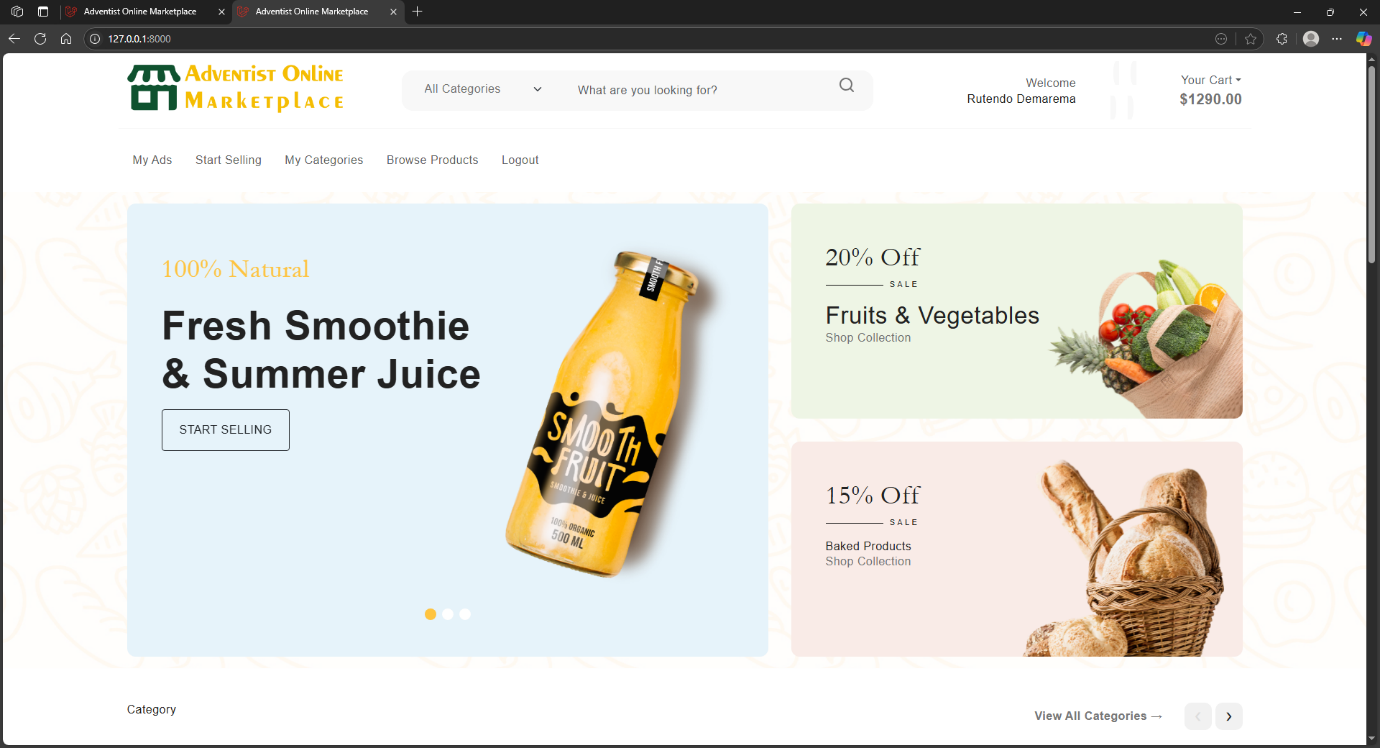 Adventist Online Marketplace
Adventist Online Marketplace
127.0.0.1:8000
Adventist Online
Marketplace
All Categories
What are you looking for?
Welcome
Rutendo Demarema
Your Cart
$1290.00
My Ads
Start Selling
My Categories
Browse Products
Logout
100% Natural
Fresh Smoothie
& Summer Juice
START SELLING
SMOOTH F
SMOOTH
FRUIT
SMOOTHIE & JUICE
100% ORGANIC
500 ML
20% Off
SALE
Fruits & Vegetables
Shop Collection
15% Off
SALE
Baked Products
Shop Collection
Category
View All Categories →